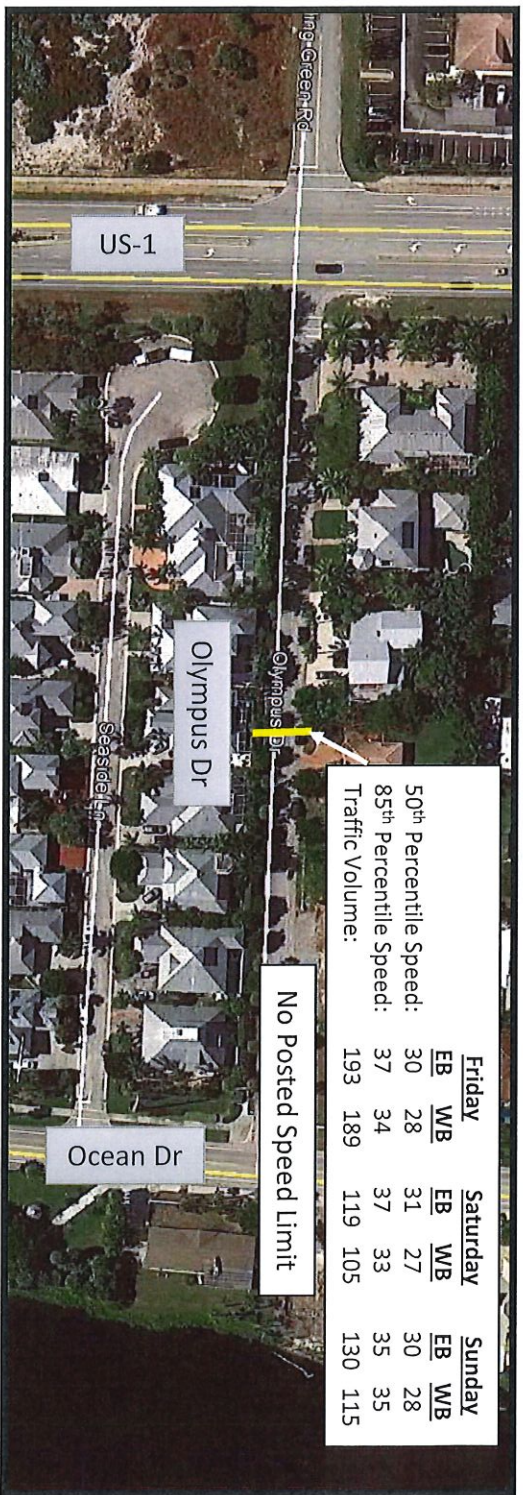 ing Green Rd
US-1
Olympus Dr
Olympus Dr
Seaside Ln
Ocean Dr
No Posted Speed Limit
Friday Saturday Sunday
EB WB EB WB EB WB
50th Percentile Speed: 30 28 31 27 30 28
85th Percentile Speed: 37 34 37 33 35 35
Traffic Volume: 193 189 119 105 130 115